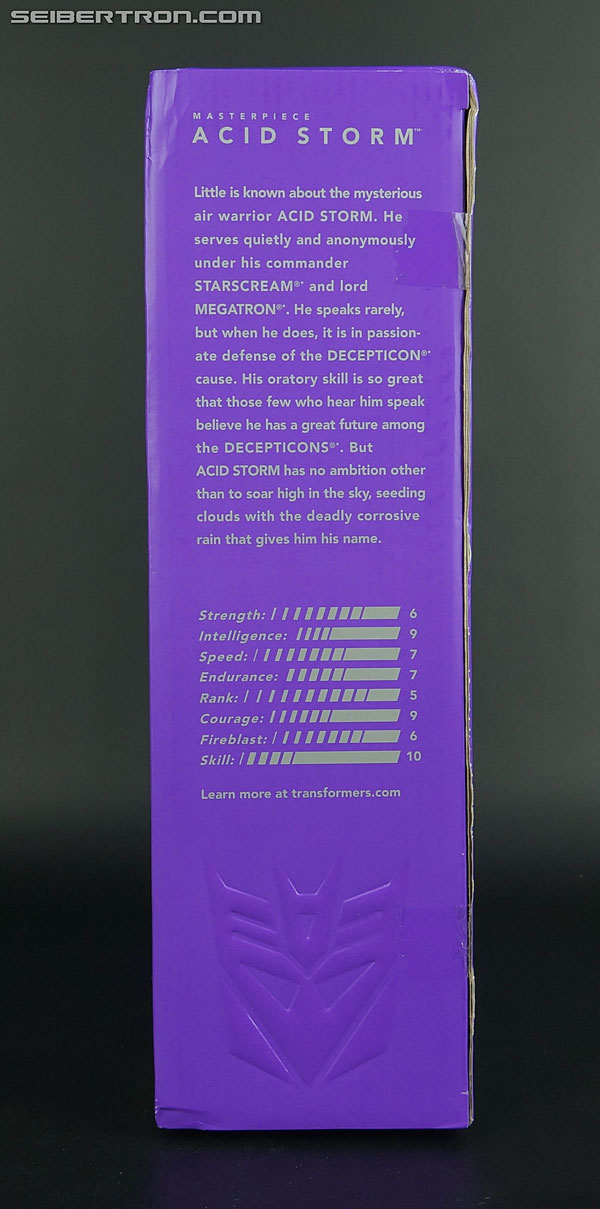 SEIBERTRON.COM
MASTERPIECE
ACID STORM™
Little is known about the mysterious
air warrior ACID STORM. He
serves quietly and anonymously
under his commander
STARSCREAM®* and lord
MEGATRON®*. He speaks rarely,
but when he does, it is in passion-
ate defense of the DECEPTICON®*
cause. His oratory skill is so great
that those few who hear him speak
believe he has a great future among
the DECEPTICONS®*. But
ACID STORM has no ambition other
than to soar high in the sky, seeding
clouds with the deadly corrosive
rain that gives him his name.
Strength: 6
Intelligence: 9
Speed: 7
Endurance: 7
Rank: 5
Courage: 9
Fireblast: 6
Skill: 10
Learn more at transformers.com